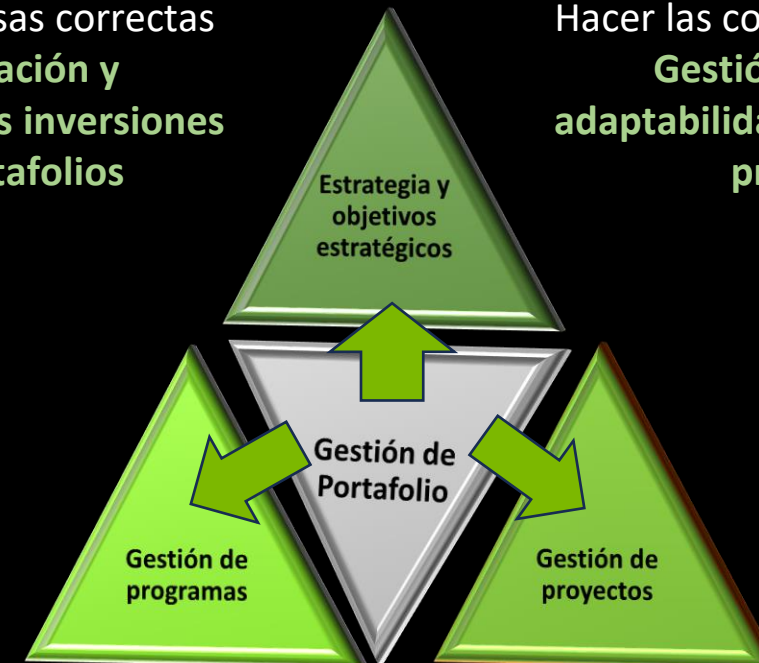 sas correctas
ación y
s inversiones
tafolios
Hacer las co
Gestió
adaptabilida
pr
Estrategia y
objetivos
estratégicos
Gestión de
Portafolio
Gestión de
programas
Gestión de
proyectos